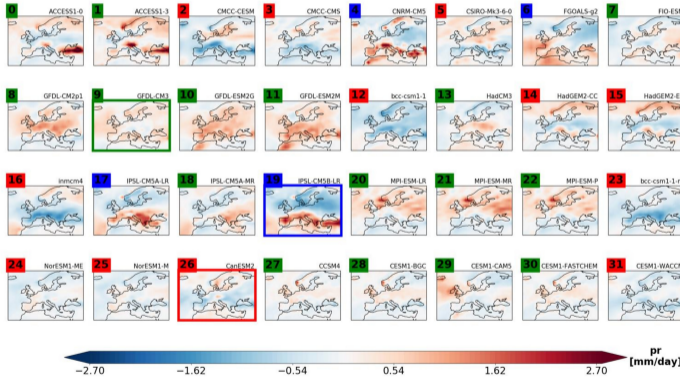 0 ACCESS1-0
1 ACCESS1-3
2 CMCC-CESM
3 CMCC-CMS
4 CNRM-CM5
5 CSIRO-Mk3-6-0
6 FGOALS-g2
7 FIO-ESM
8 GFDL-CM2p1
9 GFDL-CM3
10 GFDL-ESM2G
11 GFDL-ESM2M
12 bcc-csm1-1
13 HadCM3
14 HadGEM2-CC
15 HadGEM2-E
16 inmcm4
17 IPSL-CM5A-LR
18 IPSL-CM5A-MR
19 IPSL-CM5B-LR
20 MPI-ESM-LR
21 MPI-ESM-MR
22 MPI-ESM-P
23 bcc-csm1-1-r
24 NorESM1-ME
25 NorESM1-M
26 CanESM2
27 CCSM4
28 CESM1-BGC
29 CESM1-CAM5
30 CESM1-FASTCHEM
31 CESM1-WACCM
pr
[mm/day]
−2.70 −1.62 −0.54 0.54 1.62 2.70